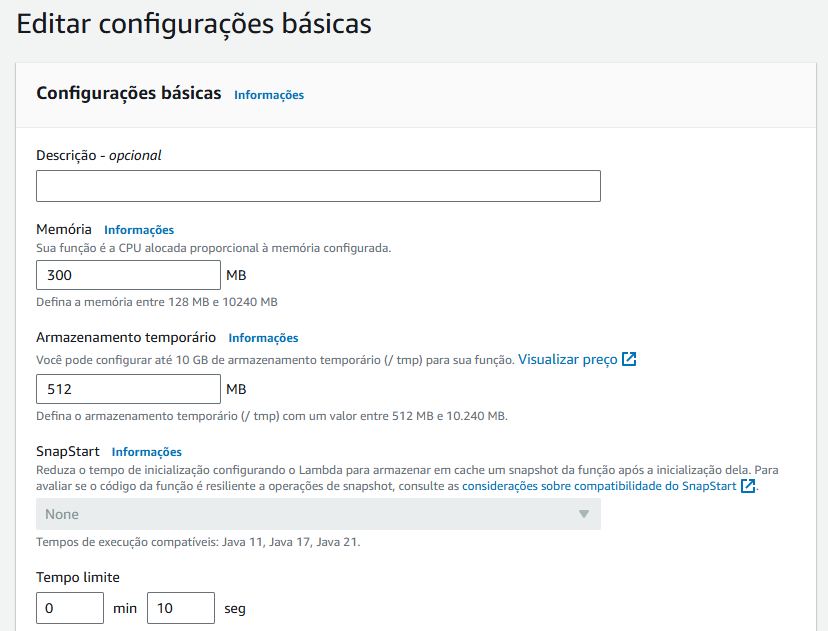 Editar configurações básicas
Configurações básicas Informações
Descrição - opcional
Memória Informações
Sua função é a CPU alocada proporcional à memória configurada.
300 MB
Defina a memória entre 128 MB e 10240 MB
Armazenamento temporário Informações
Você pode configurar até 10 GB de armazenamento temporário (/ tmp) para sua função. Visualizar preço
512 MB
Defina o armazenamento temporário (/ tmp) com um valor entre 512 MB e 10.240 MB.
SnapStart Informações
Reduza o tempo de inicialização configurando o Lambda para armazenar em cache um snapshot da função após a inicialização dela. Para
avaliar se o código da função é resiliente a operações de snapshot, consulte as considerações sobre compatibilidade do SnapStart.
None
Tempos de execução compatíveis: Java 11, Java 17, Java 21.
Tempo limite
0 min 10 seg